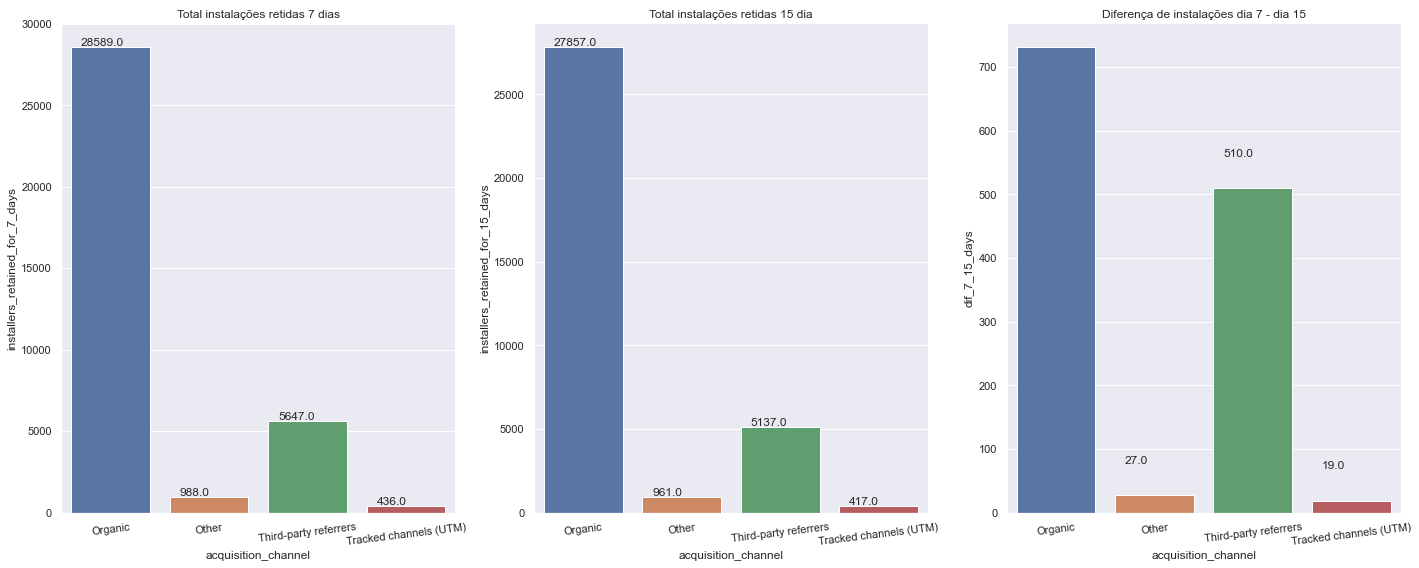 Total instalações retidas 7 dias
installers_retained_for_7_days
30000
25000
20000
15000
10000
5000
0
28589.0
988.0
5647.0
436.0
Organic
Other
Third-party referrers
Tracked channels (UTM)
acquisition_channel
Total instalações retidas 15 dia
installers_retained_for_15_days
25000
20000
15000
10000
5000
0
27857.0
961.0
5137.0
417.0
Organic
Other
Third-party referrers
Tracked channels (UTM)
acquisition_channel
Diferença de instalações dia 7 - dia 15
dif_7_15_days
700
600
500
400
300
200
100
0
27.0
510.0
19.0
Organic
Other
Third-party referrers
Tracked channels (UTM)
acquisition_channel